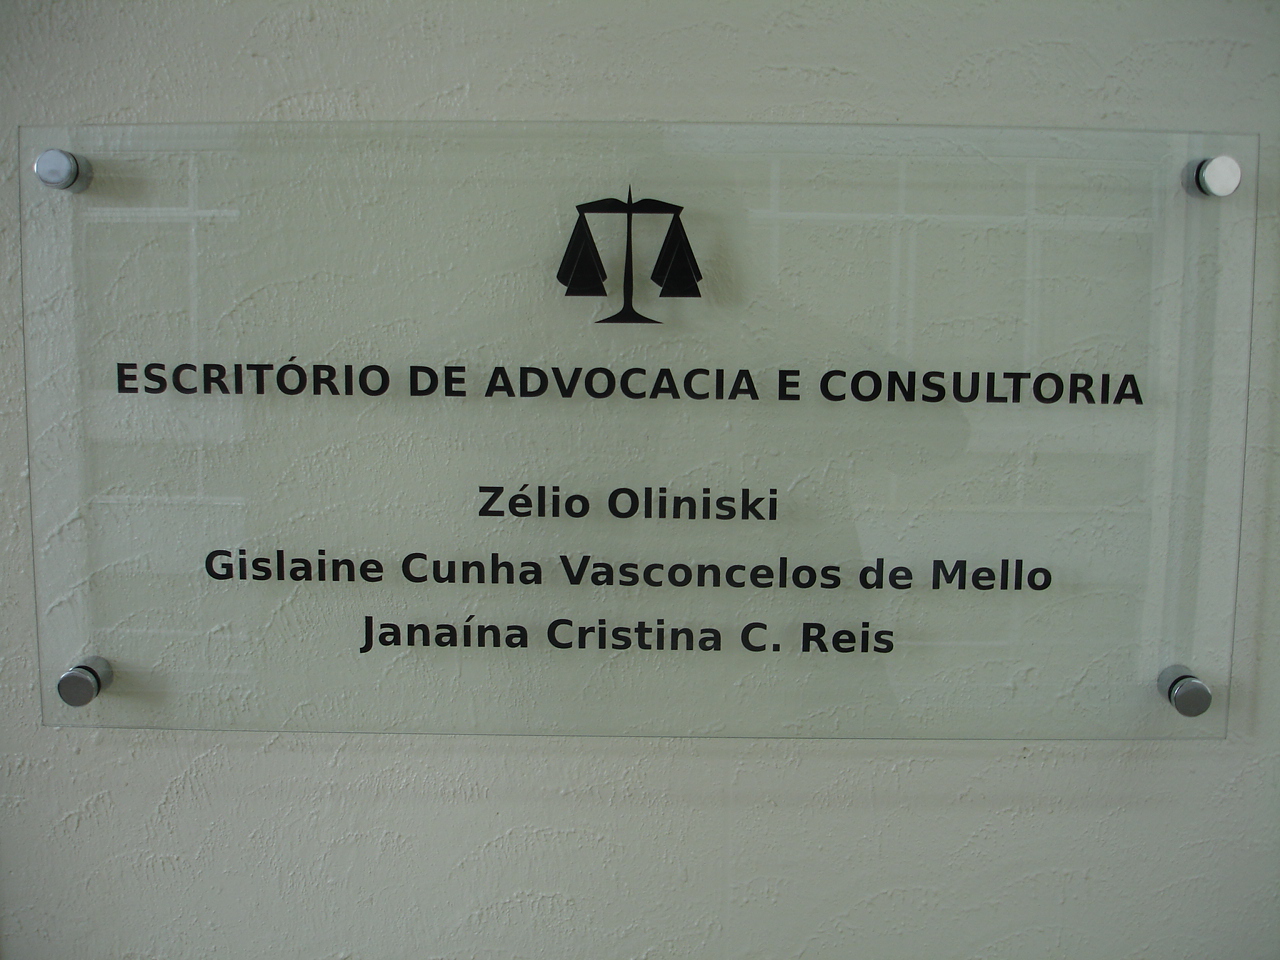 ESCRITÓRIO DE ADVOCACIA E CONSULTORIA
Zélio Oliniski
Gislaine Cunha Vasconcelos de Mello
Janaína Cristina C. Reis